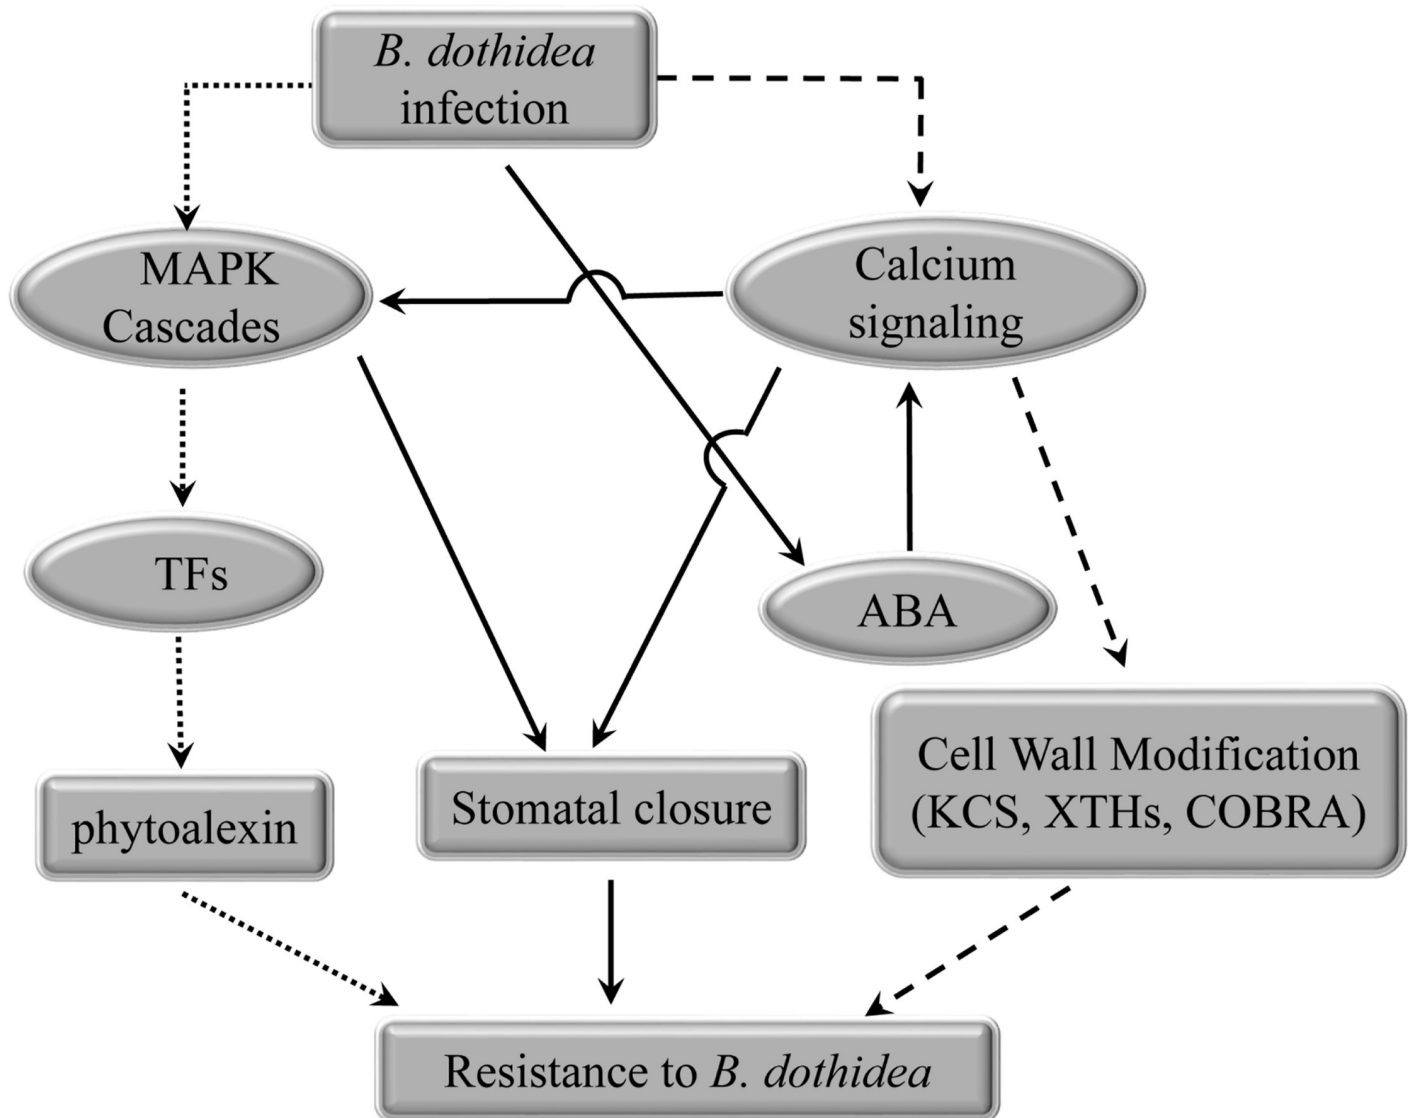 B. dothidea
infection
MAPK
Cascades
Calcium
signaling
TFs
ABA
phytoalexin
Stomatal closure
Cell Wall Modification
(KCS, XTHs, COBRA)
Resistance to B. dothidea